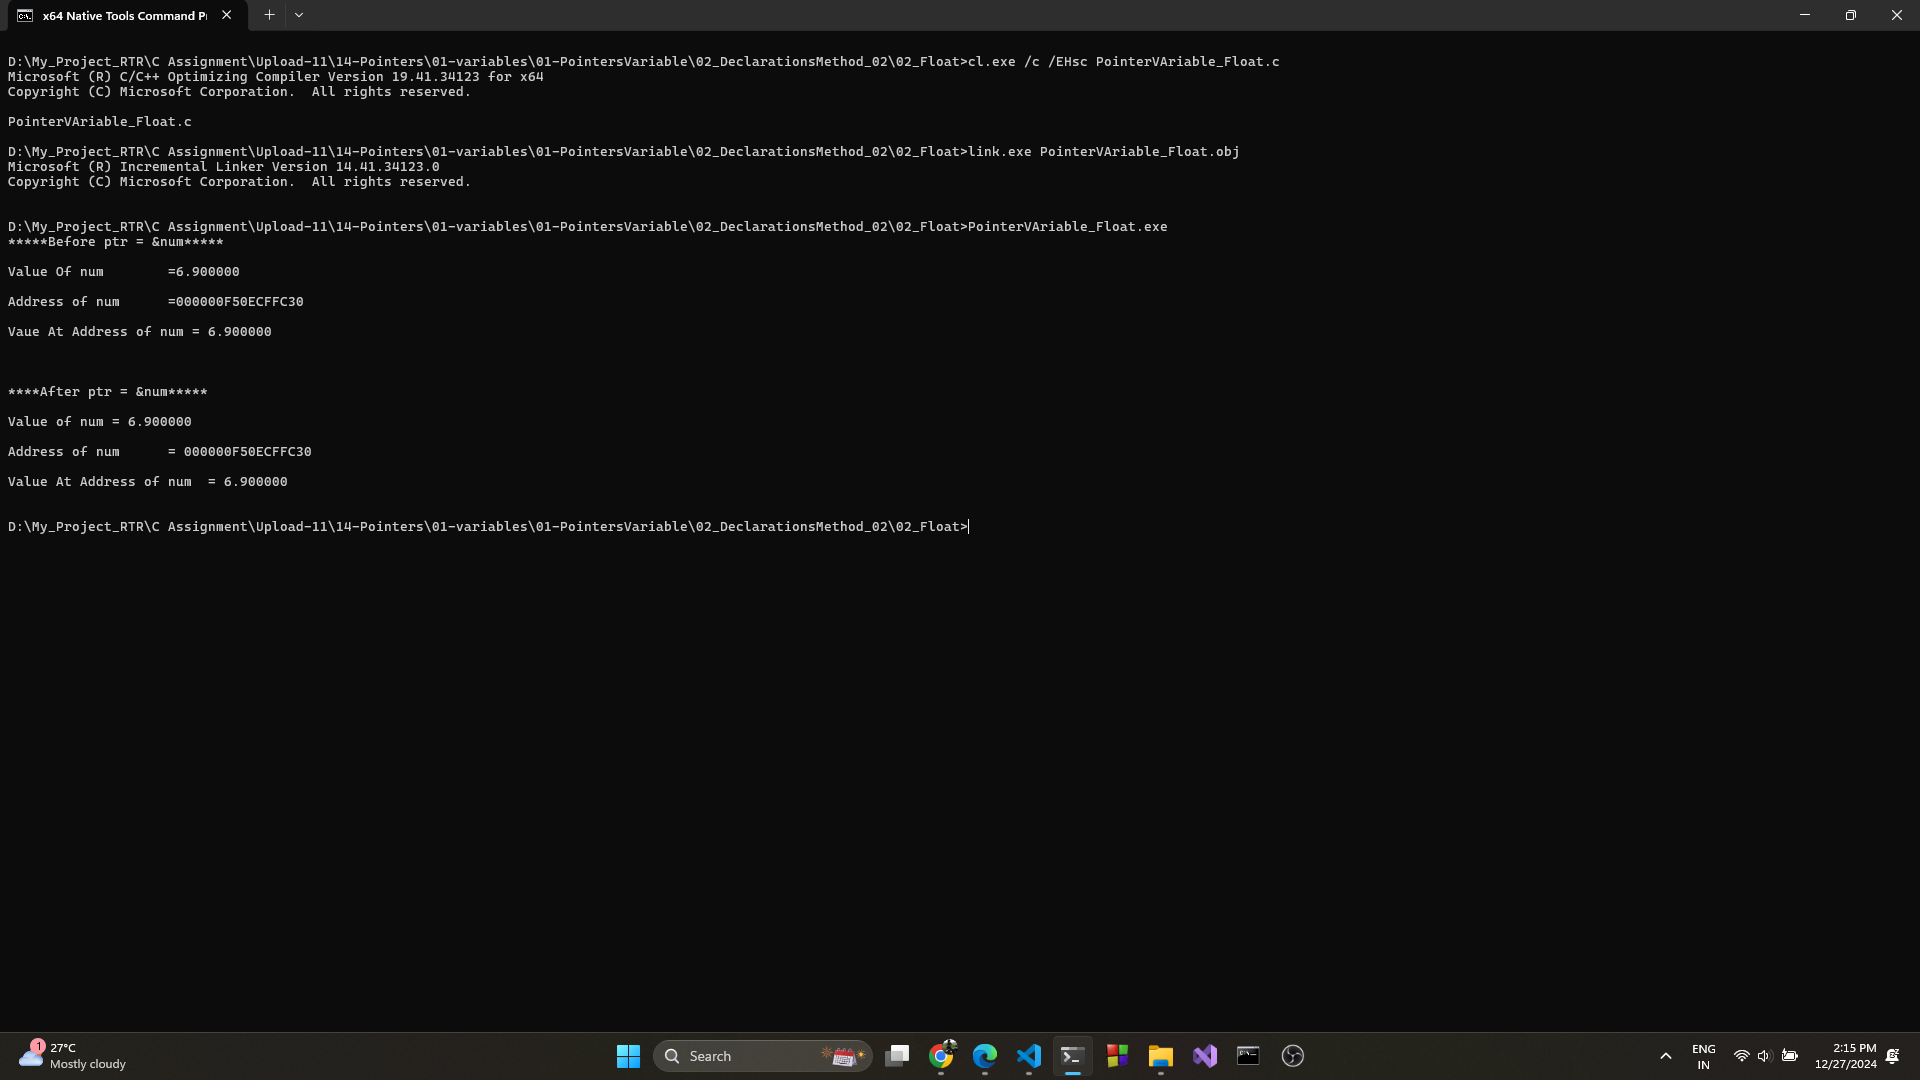 x64 Native Tools Command P
D:\My_Project_RTR\C Assignment\Upload-11\14-Pointers\01-variables\01-PointersVariable\02_DeclarationsMethod_02\02_Float>cl.exe /c /EHsc PointerVAriable_Float.c
Microsoft (R) C/C++ Optimizing Compiler Version 19.41.34123 for x64
Copyright (C) Microsoft Corporation.  All rights reserved.
PointerVAriable_Float.c
D:\My_Project_RTR\C Assignment\Upload-11\14-Pointers\01-variables\01-PointersVariable\02_DeclarationsMethod_02\02_Float>link.exe PointerVAriable_Float.obj
Microsoft (R) Incremental Linker Version 14.41.34123.0
Copyright (C) Microsoft Corporation.  All rights reserved.
D:\My_Project_RTR\C Assignment\Upload-11\14-Pointers\01-variables\01-PointersVariable\02_DeclarationsMethod_02\02_Float>PointerVAriable_Float.exe
*****Before ptr = &num*****
Value Of num        =6.900000
Address of num      =000000F50ECFFC30
Vaue At Address of num = 6.900000
****After ptr = &num*****
Value of num = 6.900000
Address of num      = 000000F50ECFFC30
Value At Address of num  = 6.900000
D:\My_Project_RTR\C Assignment\Upload-11\14-Pointers\01-variables\01-PointersVariable\02_DeclarationsMethod_02\02_Float>
1
27°C
Mostly cloudy
Search
ENG
IN
2:15 PM
12/27/2024